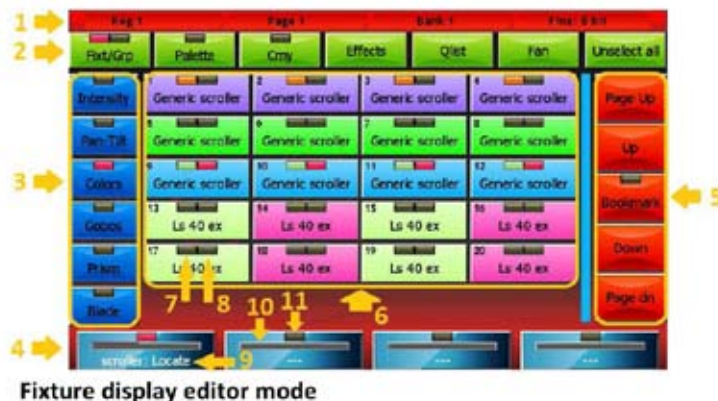 1 Reg 1 Page 1 Bank 1
2 Fixt/Grp Palette Cmy Effects Qlist Fan Unselect all
Intensity 1 Generic scroller 2 Generic scroller 3 Generic scroller 4 Generic scroller Page Up
Pan-Tilt 5 Generic scroller 6 Generic scroller 7 Generic scroller 8 Generic scroller Up
3 Colors 9 Generic scroller 10 Generic scroller 11 Generic scroller 12 Generic scroller Bookmark 5
Gobos 13 Ls 40 ex 14 Ls 40 ex 15 Ls 40 ex 16 Ls 40 ex Down
Prism 17 Ls 40 ex 18 Ls 40 ex 19 Ls 40 ex 20 Ls 40 ex Page dn
Blade
7 8 10 11 6
4
scroller: Locate 9 --- --- ---
Fixture display editor mode